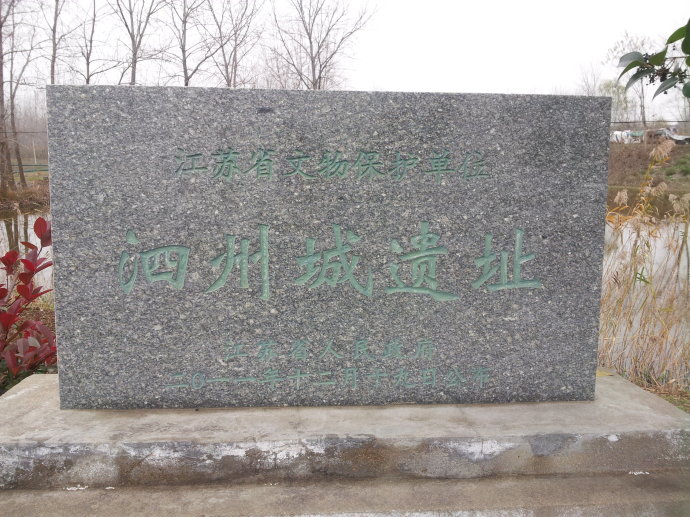 江苏省文物保护单位
泗州城遗址
江苏省人民政府
二〇一一年十二月十九日公布